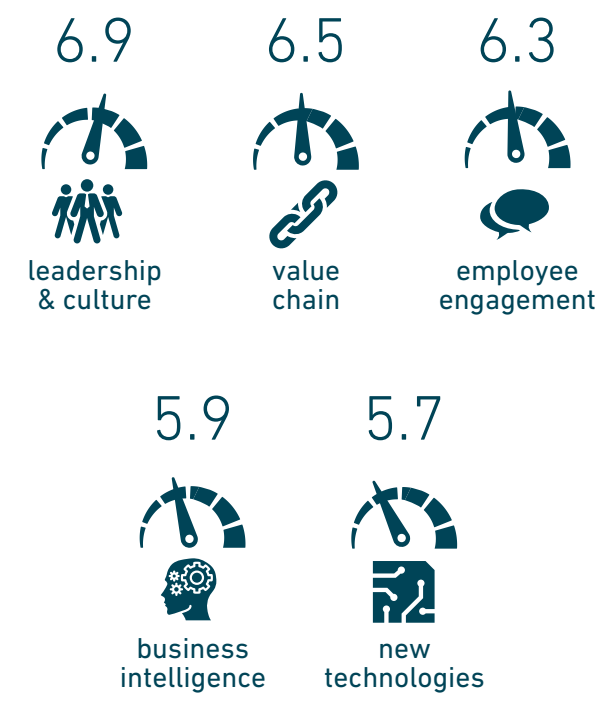 6.9
6.5
6.3
leadership
& culture
value
chain
employee
engagement
5.9
5.7
business
intelligence
new
technologies